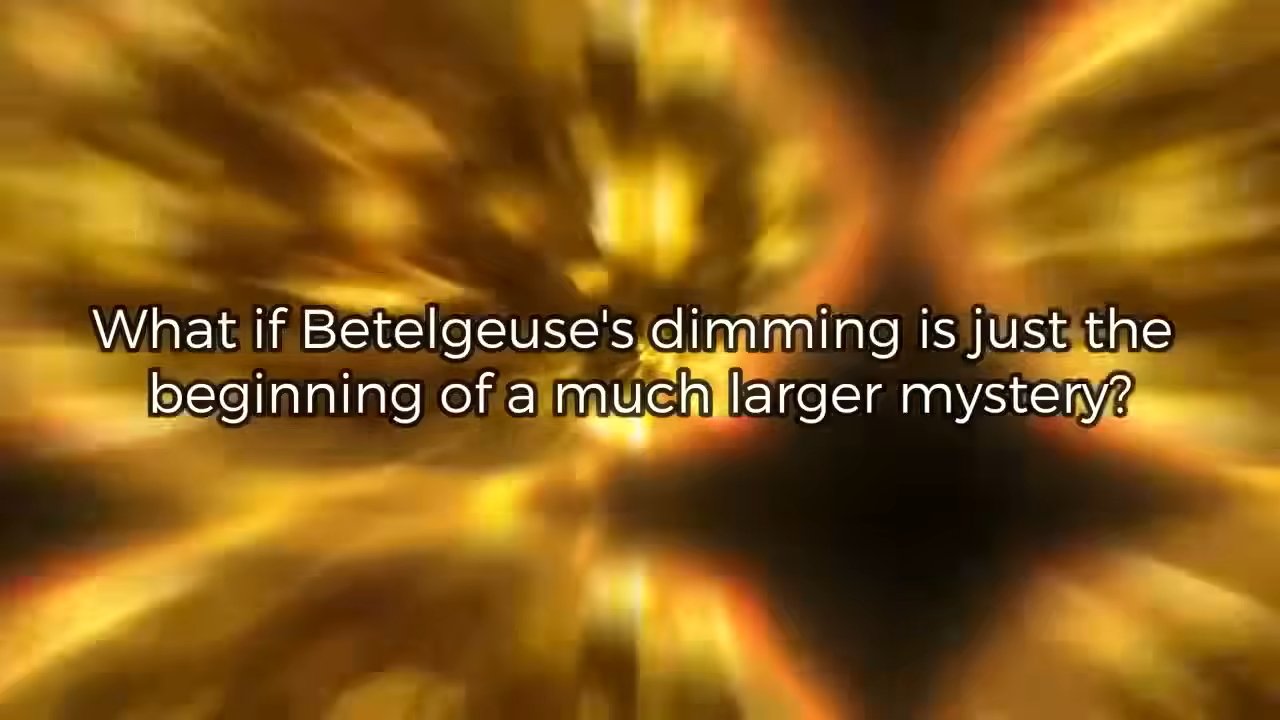 What if Betelgeuse's dimming is just the
beginning of a much larger mystery?